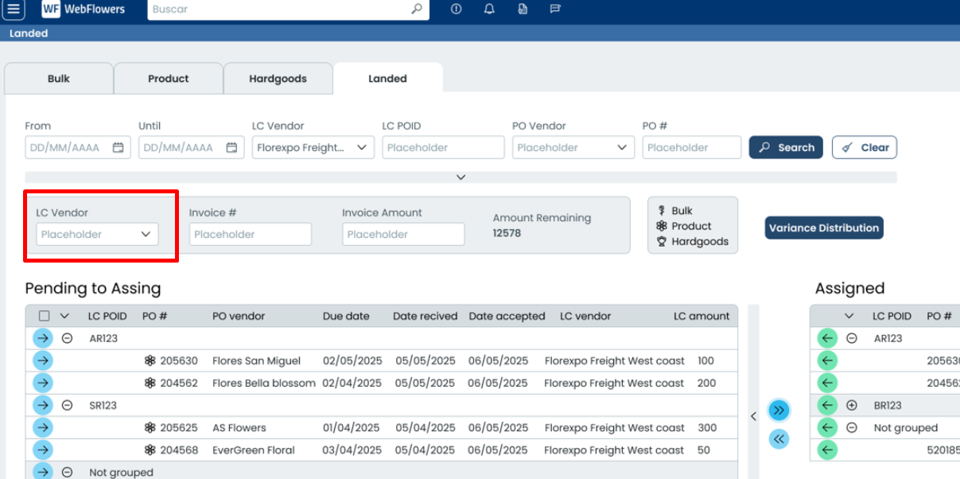 WF WebFlowers Buscar
Landed
Bulk Product Hardgoods Landed
From Until LC Vendor LC POID PO Vendor PO #
DD/MM/AAAA DD/MM/AAAA Florexpo Freight... Placeholder Placeholder Placeholder Search Clear
LC Vendor Invoice # Invoice Amount Amount Remaining
Placeholder Placeholder Placeholder 12578
Bulk
Product
Hardgoods
Variance Distribution
Pending to Assing
LC POID PO # PO vendor Due date Date recived Date accepted LC vendor LC amount
AR123
205630 Flores San Miguel 02/05/2025 05/05/2025 06/05/2025 Florexpo Freight West coast 100
204562 Flores Bella blossom 02/04/2025 05/05/2025 06/05/2025 Florexpo Freight West coast 200
SR123
205625 AS Flowers 01/04/2025 05/04/2025 06/05/2025 Florexpo Freight West coast 300
204568 EverGreen Floral 03/04/2025 05/04/2025 06/05/2025 Florexpo Freight West coast 50
Not grouped
Assigned
LC POID PO #
AR123
20563
20456
BR123
Not grouped
520185